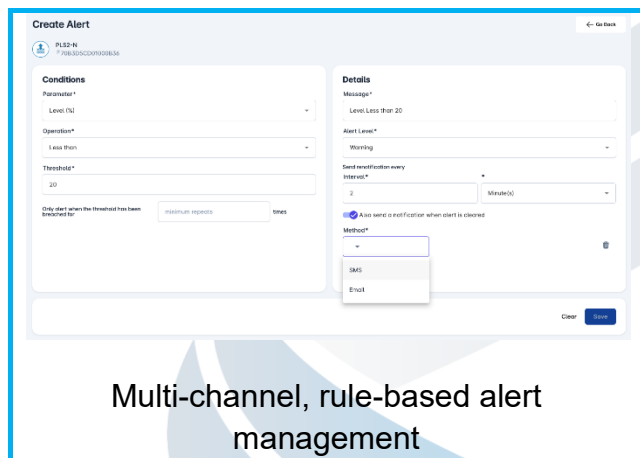 Create Alert
Go Back
PLS2-N
Conditions
Parameter*
Level (%)
Operation*
Less than
Threshold*
20
Only alert when the threshold has been
breached for
minimum repeats
times
Details
Message*
Level Less than 20
Alert Level*
Warning
Send renotification every
Interval*
*
2
Minute(s)
Also send a notification when alert is cleared
Method*
SMS
Email
Clear
Save
Multi-channel, rule-based alert
management